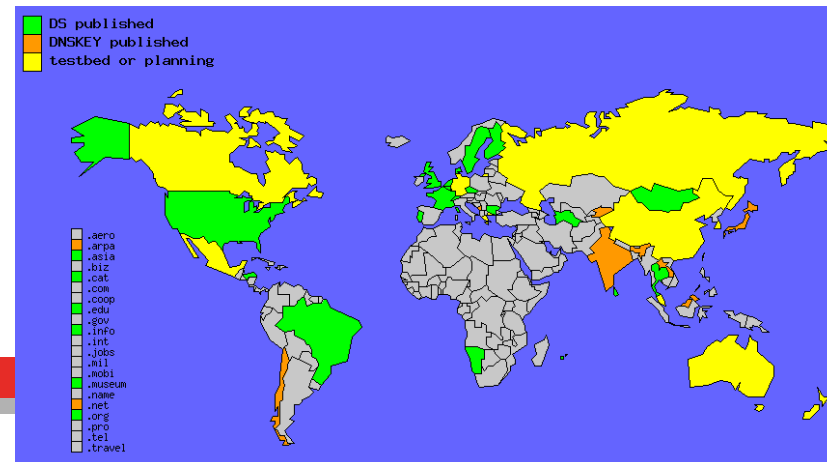 DS published
DNSKEY published
testbed or planning
.aero
.arpa
.asia
.biz
.cat
.com
.coop
.edu
.gov
.info
.int
.jobs
.mil
.mobi
.museum
.name
.net
.org
.pro
.tel
.travel